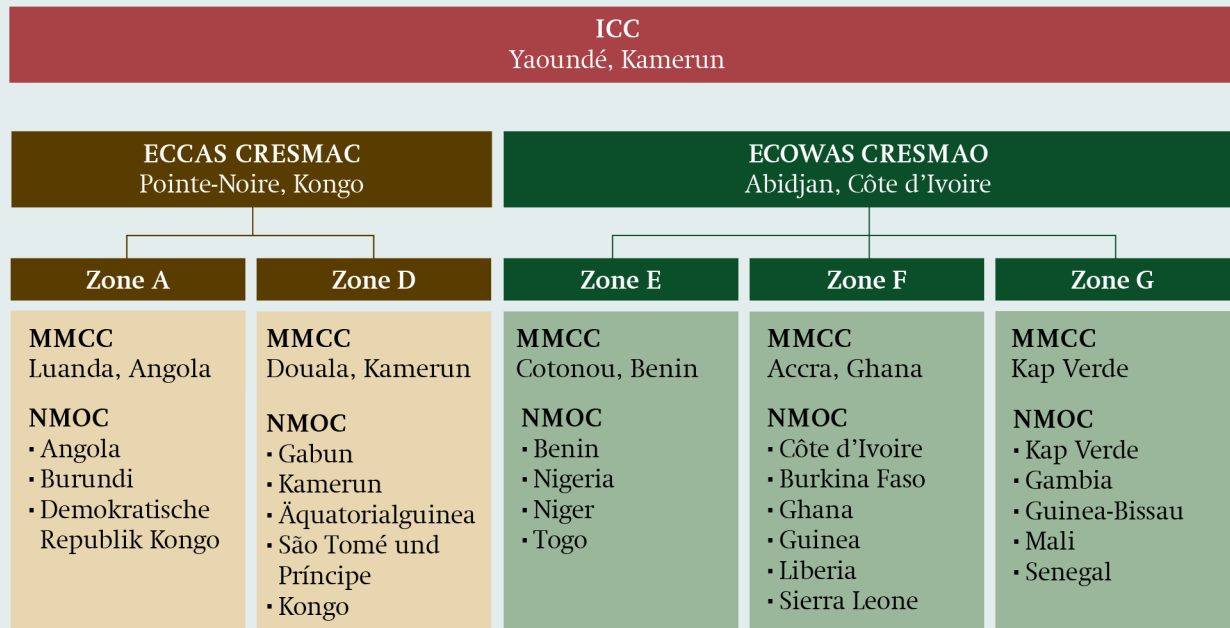 ICC
Yaoundé, Kamerun
ECCAS CRESMAC
Pointe-Noire, Kongo
ECOWAS CRESMAO
Abidjan, Côte d’Ivoire
Zone A
MMCC
Luanda, Angola
NMOC
· Angola
· Burundi
· Demokratische
Republik Kongo
Zone D
MMCC
Douala, Kamerun
NMOC
· Gabun
· Kamerun
· Äquatorialguinea
· São Tomé und
Príncipe
· Kongo
Zone E
MMCC
Cotonou, Benin
NMOC
· Benin
· Nigeria
· Niger
· Togo
Zone F
MMCC
Accra, Ghana
NMOC
· Côte d’Ivoire
· Burkina Faso
· Ghana
· Guinea
· Liberia
· Sierra Leone
Zone G
MMCC
Kap Verde
NMOC
· Kap Verde
· Gambia
· Guinea-Bissau
· Mali
· Senegal